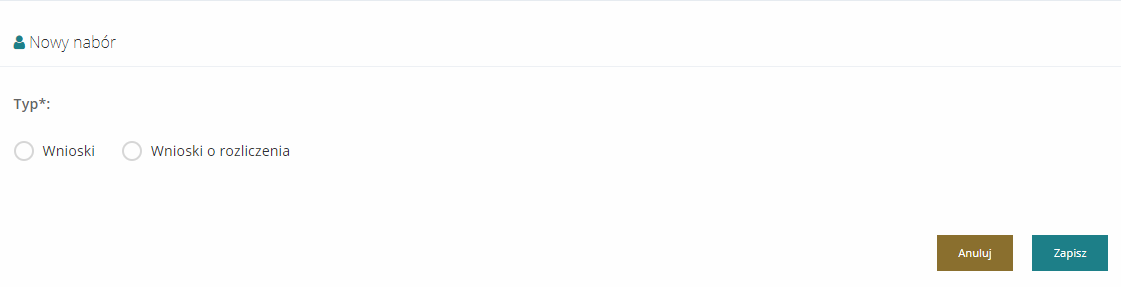 Nowy nabór
Typ*:
Wnioski Wnioski o rozliczenia
Anuluj Zapisz